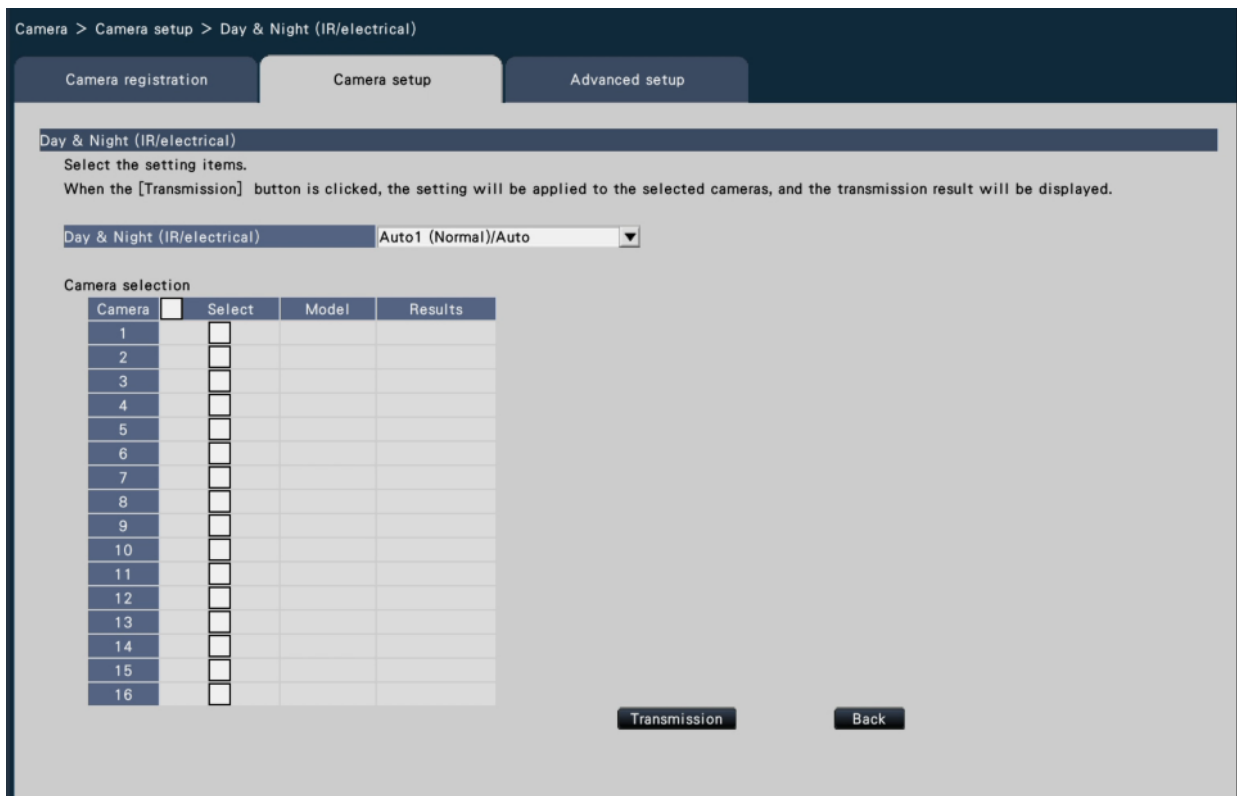 Camera > Camera setup > Day & Night (IR/electrical)
Camera registration Camera setup Advanced setup
Day & Night (IR/electrical)
Select the setting items.
When the [Transmission] button is clicked, the setting will be applied to the selected cameras, and the transmission result will be displayed.
Day & Night (IR/electrical) Auto1 (Normal)/Auto
Camera selection
Camera Select Model Results
1
2
3
4
5
6
7
8
9
10
11
12
13
14
15
16
Transmission Back